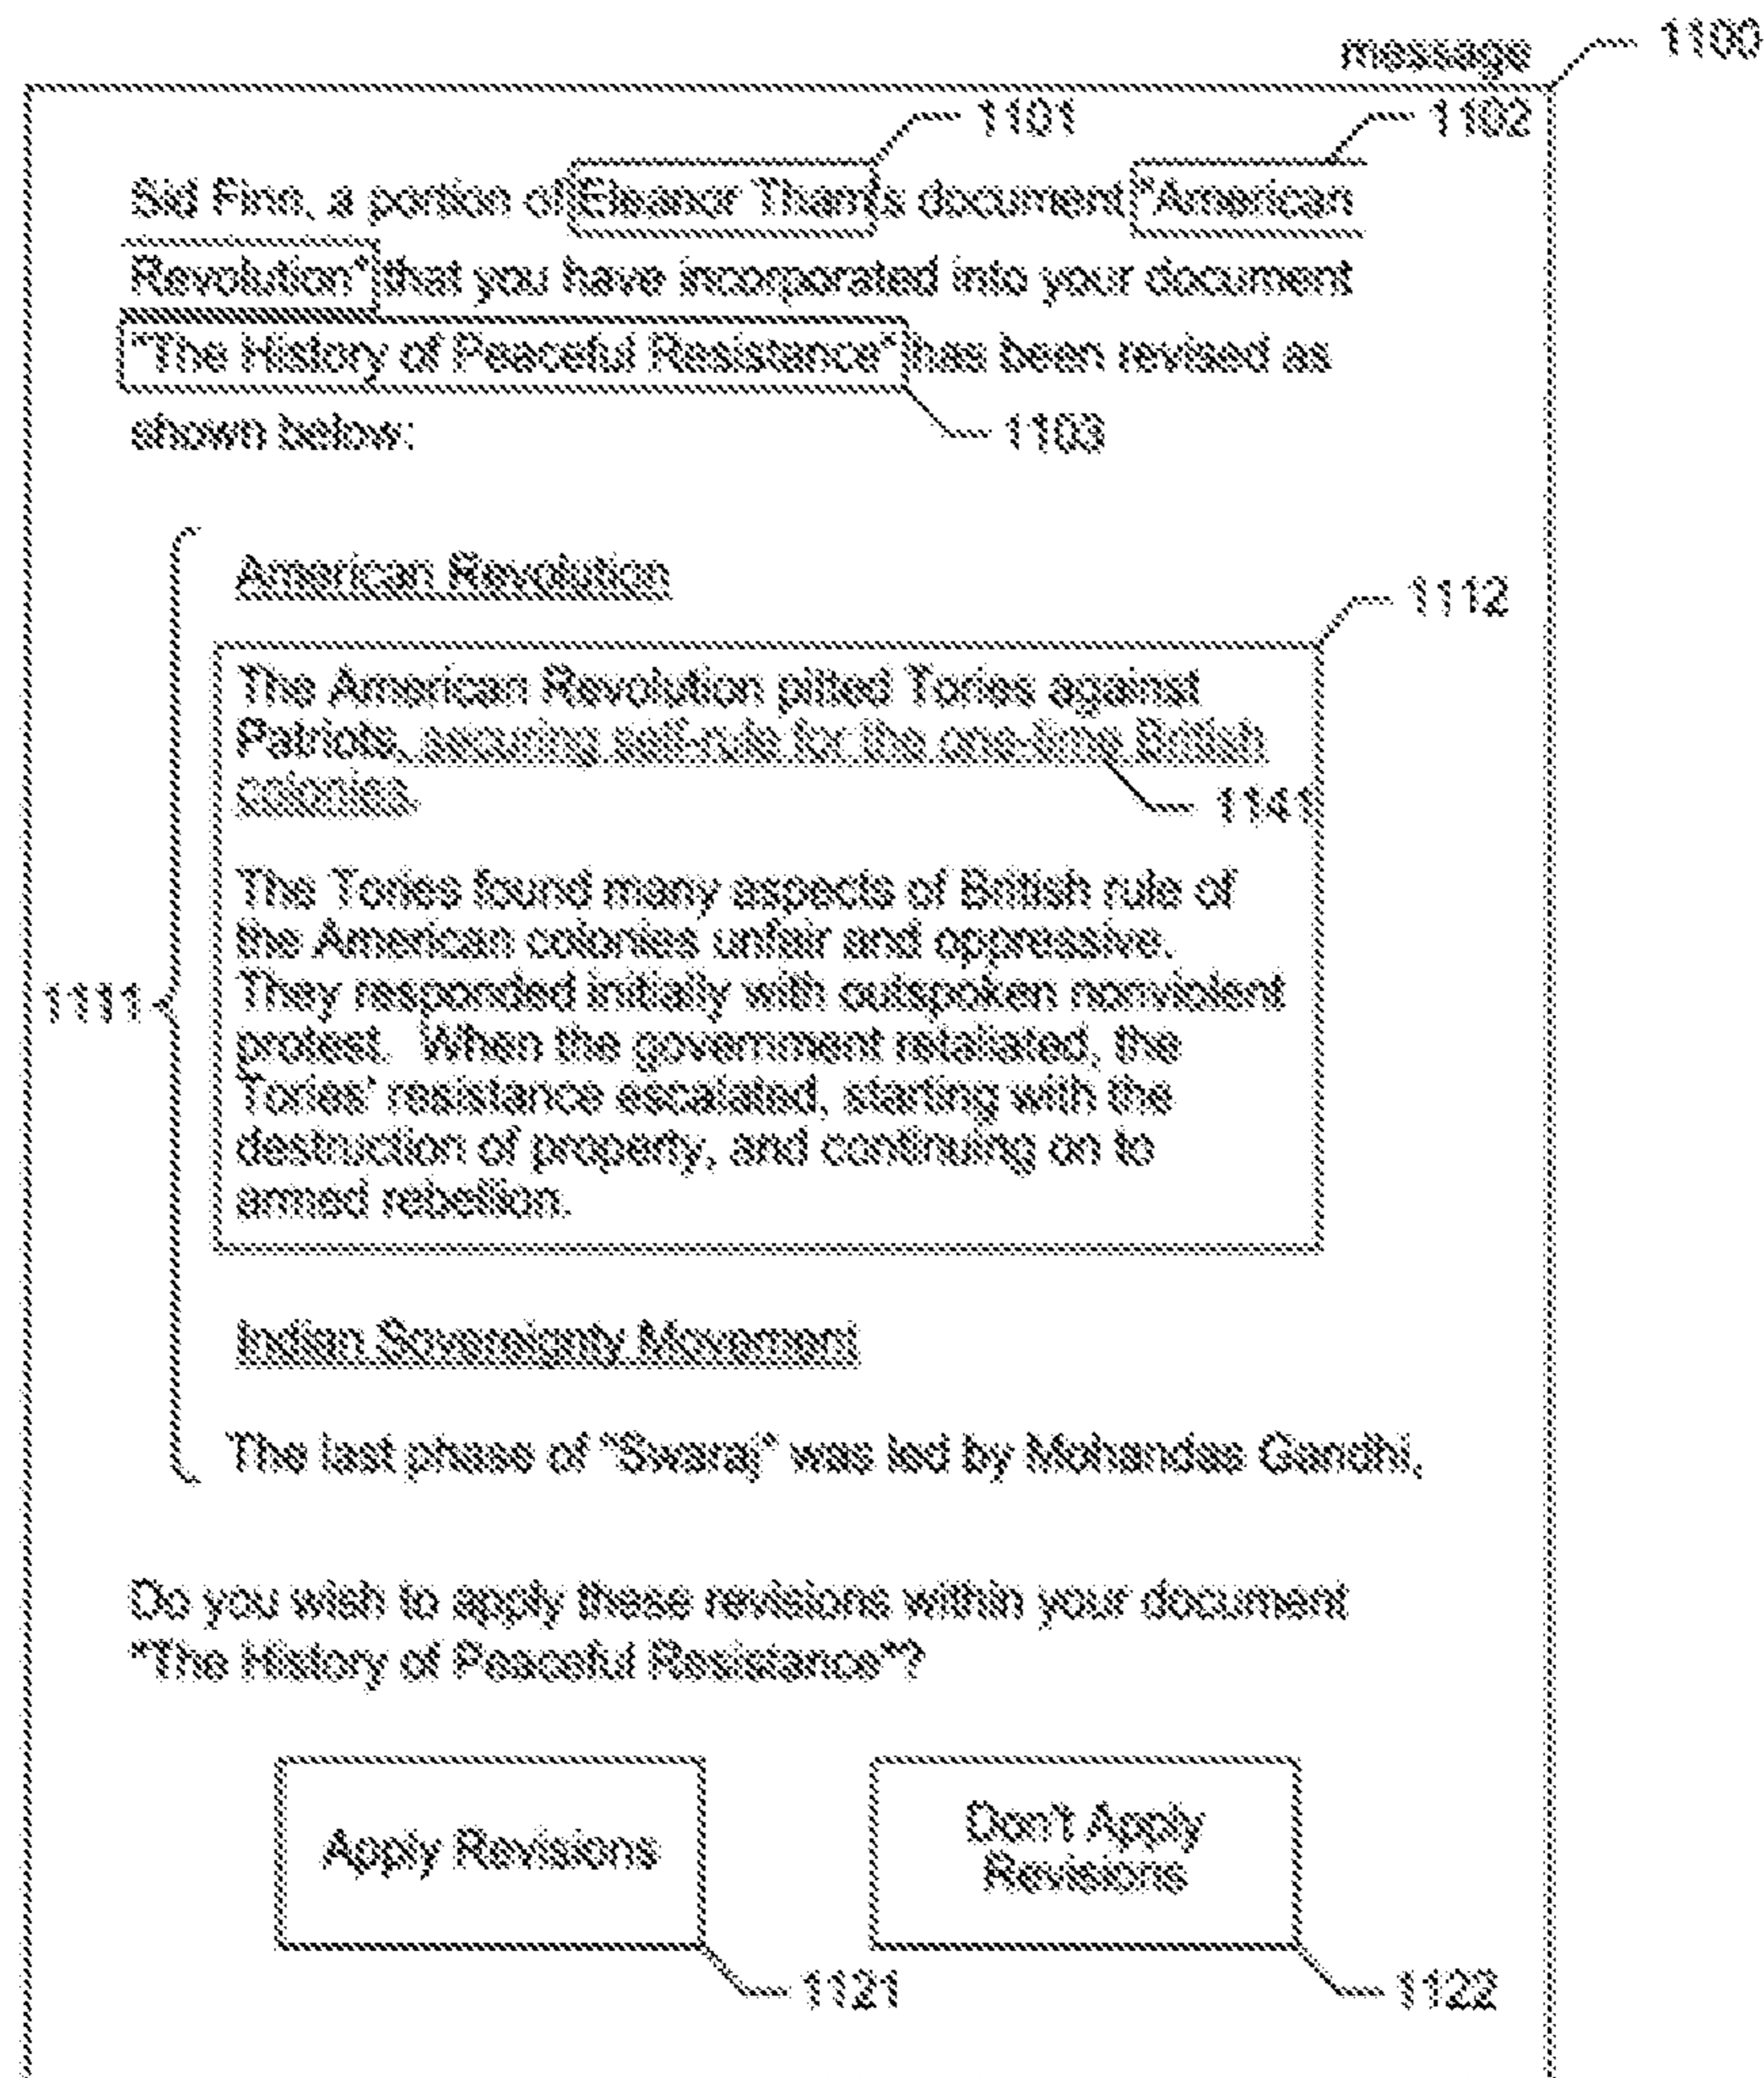 message 1100
1101 1102
Sid Finn, a portion of Eleanor Tham's document "American
Revolution" that you have incorporated into your document
"The History of Peaceful Resistance" has been revised as
shown below: 1103
American Revolution
1112
The American Revolution pitted Tories against
Patriots, securing self-rule for the one-time British
colonies.
1141
The Tories found many aspects of British rule of
the American colonies unfair and oppressive.
1111 They responded initially with outspoken nonviolent
protest. When the government retaliated, the
Tories' resistance escalated, starting with the
destruction of property, and continuing on to
armed rebellion.
Indian Sovereignty Movement
The last phase of "Swaraj" was led by Mohandas Gandhi,
Do you wish to apply these revisions within your document
"The History of Peaceful Resistance"?
Apply Revisions
Don't Apply
Revisions
1121 1122